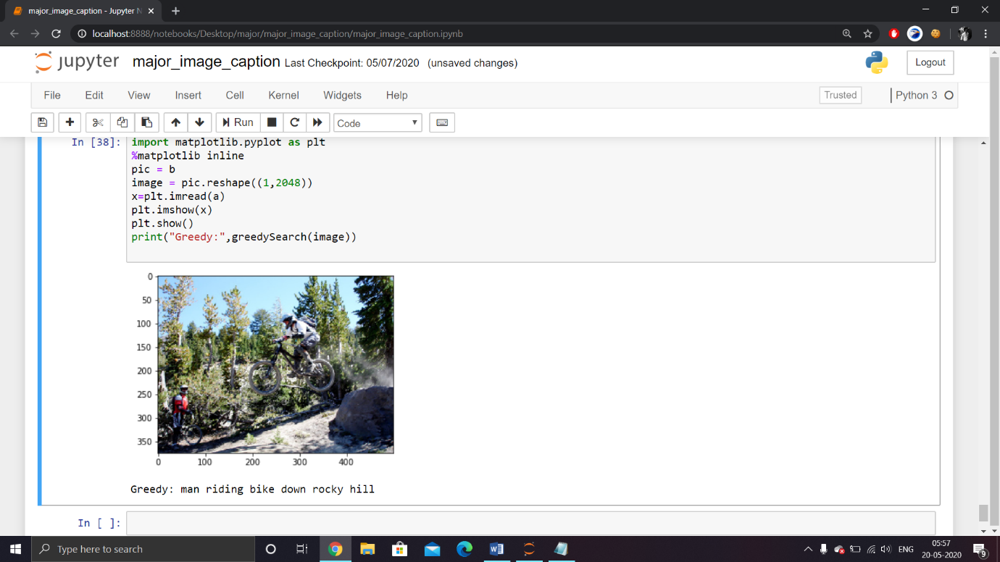 major_image_caption - Jupyter N
localhost:8888/notebooks/Desktop/major/major_image_caption/major_image_caption.ipynb
jupyter major_image_caption Last Checkpoint: 05/07/2020 (unsaved changes)
Logout
File Edit View Insert Cell Kernel Widgets Help
Trusted
Python 3
Run
Code
In [38]:
import matplotlib.pyplot as plt
%matplotlib inline
pic = b
image = pic.reshape((1,2048))
x=plt.imread(a)
plt.imshow(x)
plt.show()
print("Greedy:",greedySearch(image))
0
50
100
150
200
250
300
350
0 100 200 300 400
Greedy: man riding bike down rocky hill
In [ ]:
Type here to search
ENG
05:57
20-05-2020
9